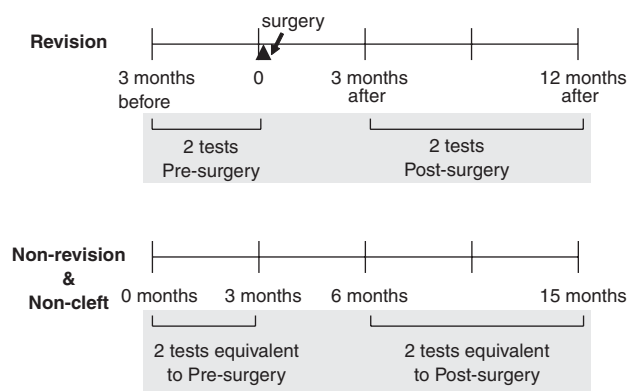 surgery
Revision
3 months before
0
3 months after
12 months after
2 tests
Pre-surgery
2 tests
Post-surgery
Non-revision
&
Non-cleft
0 months
3 months
6 months
15 months
2 tests equivalent
to Pre-surgery
2 tests equivalent
to Post-surgery